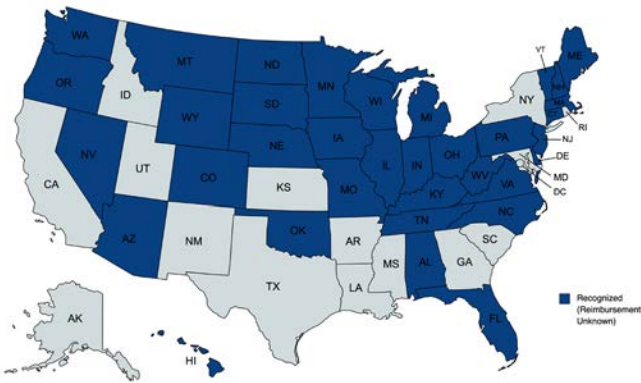 WA
MT
ND
MN
VT
ME
OR
ID
SD
WI
NH
NY
MA
WY
MI
CT
RI
NE
IA
PA
NJ
NV
UT
CO
IL
IN
OH
DE
MD
DC
CA
KS
MO
KY
WV
VA
AZ
NM
OK
AR
TN
NC
SC
TX
LA
MS
AL
GA
FL
AK
HI
Recognized
(Reimbursement
Unknown)